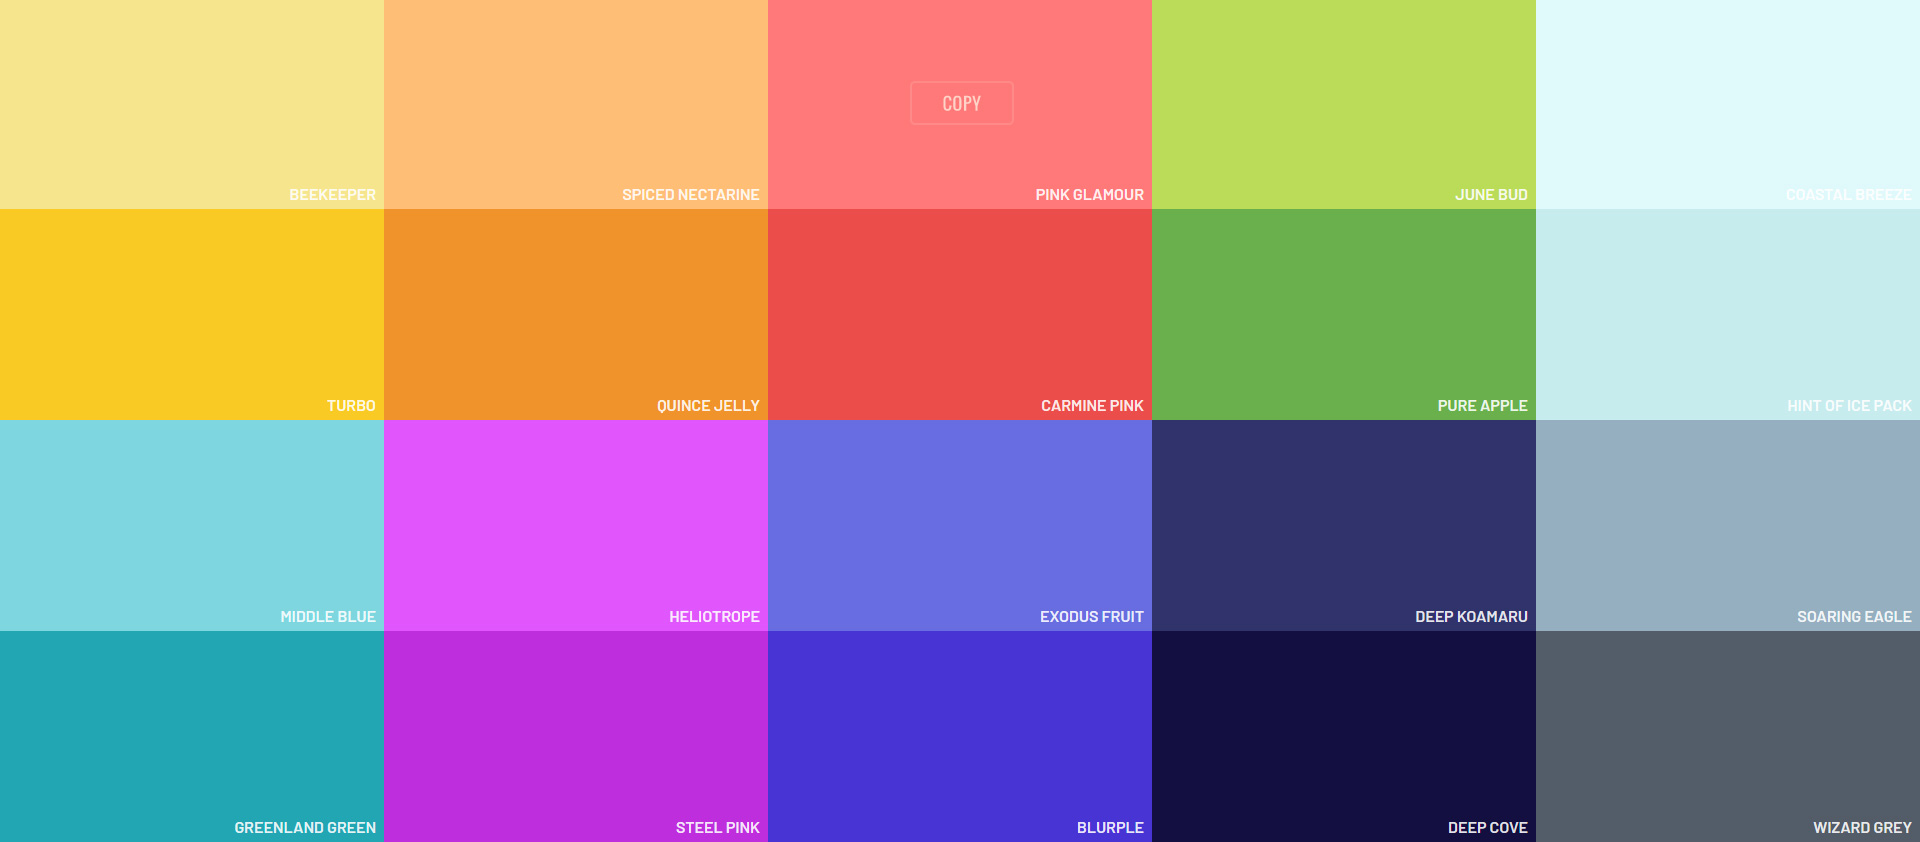 COPY
BEEKEEPER
SPICED NECTARINE
PINK GLAMOUR
JUNE BUD
COASTAL BREEZE
TURBO
QUINCE JELLY
CARMINE PINK
PURE APPLE
HINT OF ICE PACK
MIDDLE BLUE
HELIOTROPE
EXODUS FRUIT
DEEP KOAMARU
SOARING EAGLE
GREENLAND GREEN
STEEL PINK
BLURPLE
DEEP COVE
WIZARD GREY